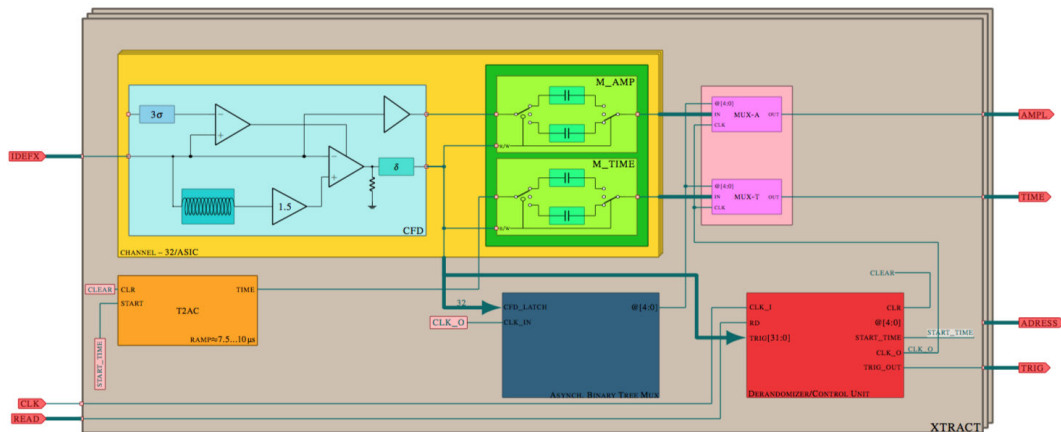 M_AMP
3σ
@[4:0]
IN MUX-A OUT
CLK
AMPL
R/W
IDEFX
δ
M_TIME
1.5
@[4:0]
IN MUX-T OUT
CLK
TIME
R/W
CFD
CHANNEL – 32/ASIC
CLEAR
CLEAR CLR TIME
START
T2AC
RAMP≈7.5...10µs
START_TIME
32
CFD_LATCH @[4:0]
CLK_O CLK_IN
ASYNCH. BINARY TREE MUX
CLK_I CLR
RD @[4:0]
TRIG[31:0] START_TIME START_TIME
CLK_O CLK_O
TRIG_OUT
DERANDOMIZER/CONTROL UNIT
ADRESS
TRIG
CLK
READ
XTRACT